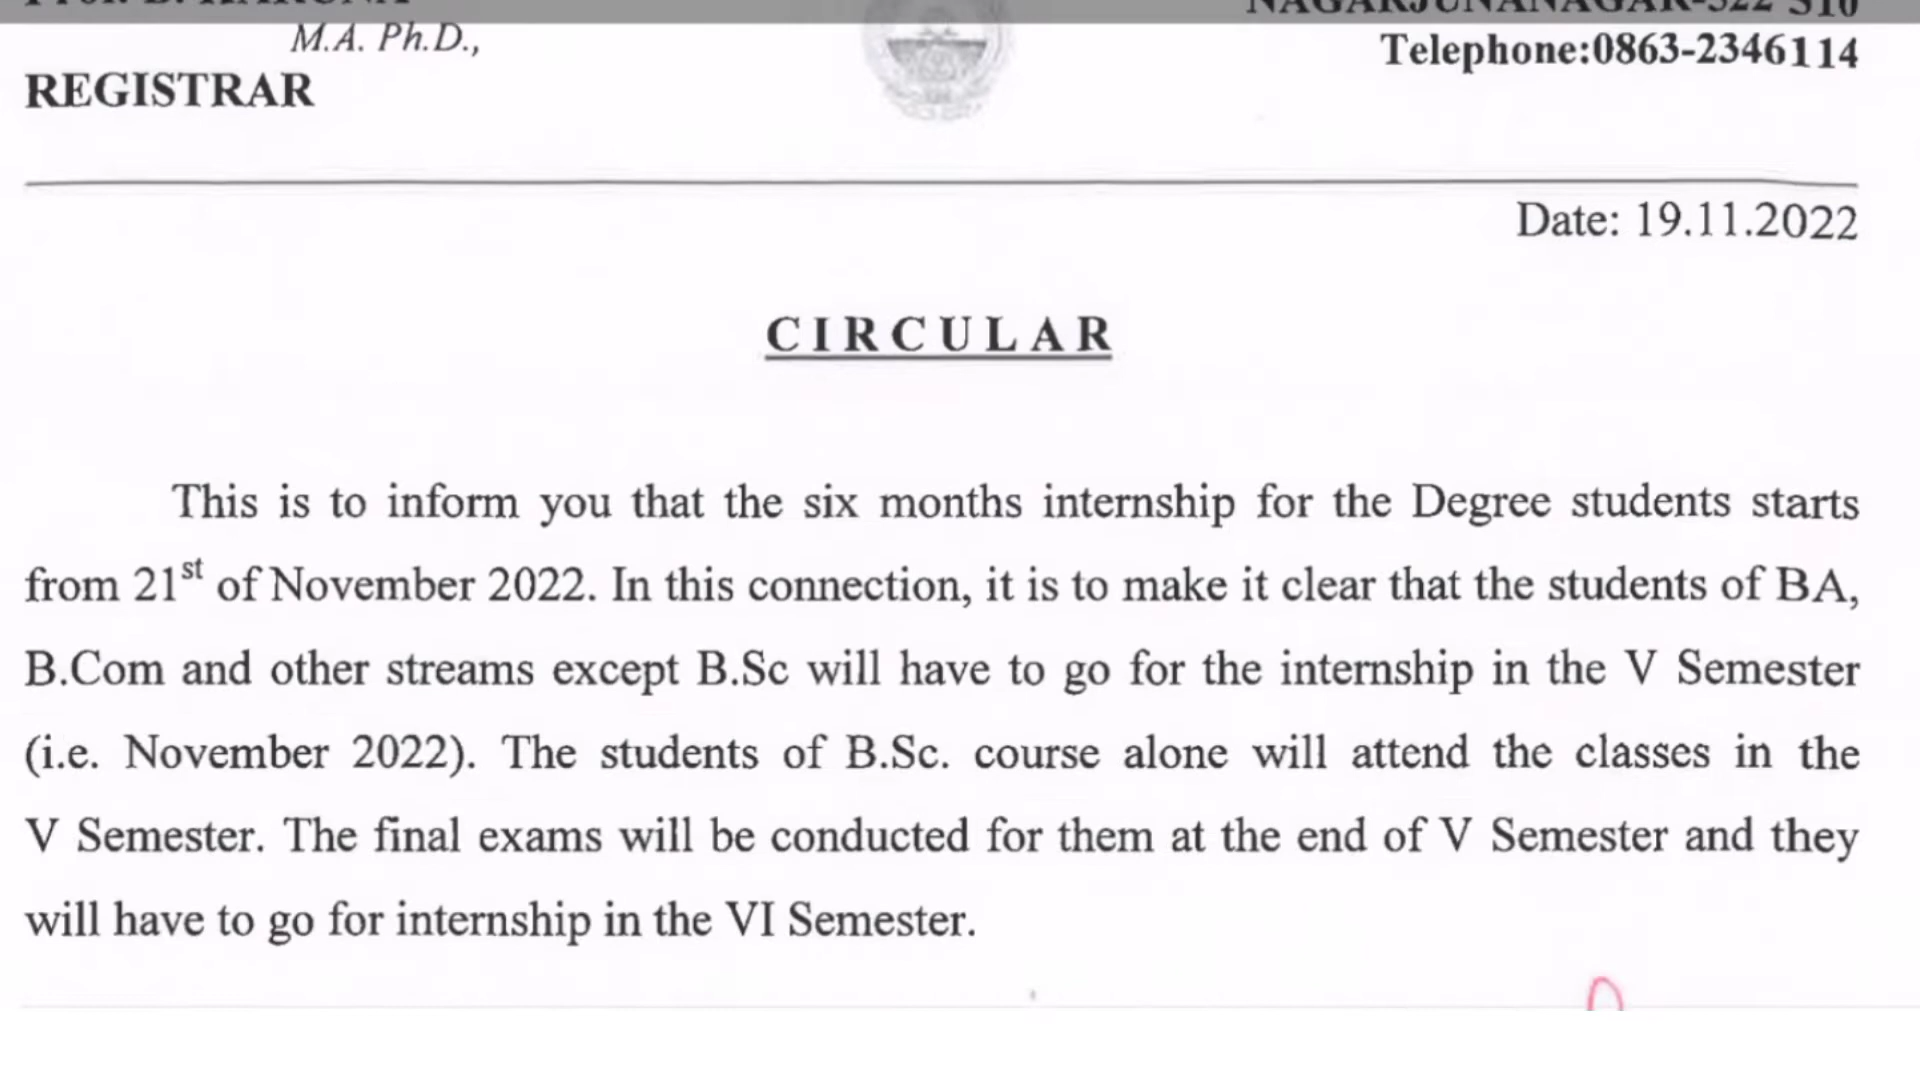 M.A. Ph.D.,
Telephone:0863-2346114
REGISTRAR
Date: 19.11.2022
CIRCULAR
This is to inform you that the six months internship for the Degree students starts
from 21st of November 2022. In this connection, it is to make it clear that the students of BA,
B.Com and other streams except B.Sc will have to go for the internship in the V Semester
(i.e. November 2022). The students of B.Sc. course alone will attend the classes in the
V Semester. The final exams will be conducted for them at the end of V Semester and they
will have to go for internship in the VI Semester.